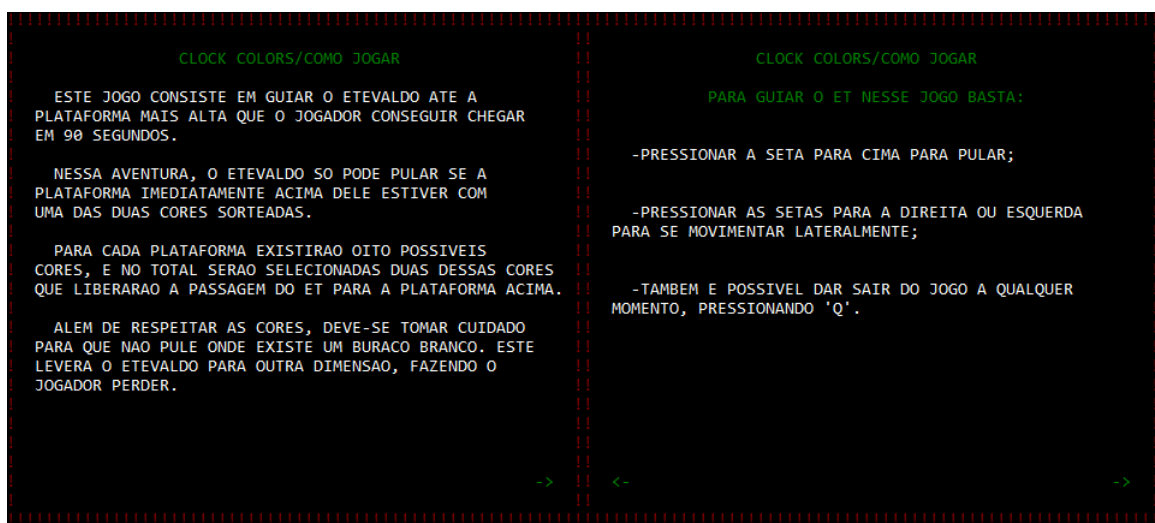 CLOCK COLORS/COMO JOGAR
ESTE JOGO CONSISTE EM GUIAR O ETEVALDO ATE A
PLATAFORMA MAIS ALTA QUE O JOGADOR CONSEGUIR CHEGAR
EM 90 SEGUNDOS.
NESSA AVENTURA, O ETEVALDO SO PODE PULAR SE A
PLATAFORMA IMEDIATAMENTE ACIMA DELE ESTIVER COM
UMA DAS DUAS CORES SORTEADAS.
PARA CADA PLATAFORMA EXISTIRAO OITO POSSIVEIS
CORES, E NO TOTAL SERAO SELECIONADAS DUAS DESSAS CORES
QUE LIBERARAO A PASSAGEM DO ET PARA A PLATAFORMA ACIMA.
ALEM DE RESPEITAR AS CORES, DEVE-SE TOMAR CUIDADO
PARA QUE NAO PULE ONDE EXISTE UM BURACO BRANCO. ESTE
LEVERA O ETEVALDO PARA OUTRA DIMENSAO, FAZENDO O
JOGADOR PERDER.
->
CLOCK COLORS/COMO JOGAR
PARA GUIAR O ET NESSE JOGO BASTA:
-PRESSIONAR A SETA PARA CIMA PARA PULAR;
-PRESSIONAR AS SETAS PARA A DIREITA OU ESQUERDA
PARA SE MOVIMENTAR LATERALMENTE;
-TAMBEM E POSSIVEL DAR SAIR DO JOGO A QUALQUER
MOMENTO, PRESSIONANDO 'Q'.
<- ->